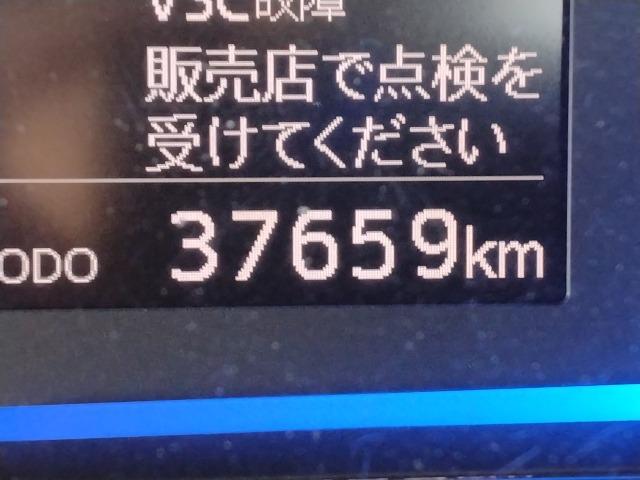 VSC故障
販売店で点検を
受けてください
ODO 37659km